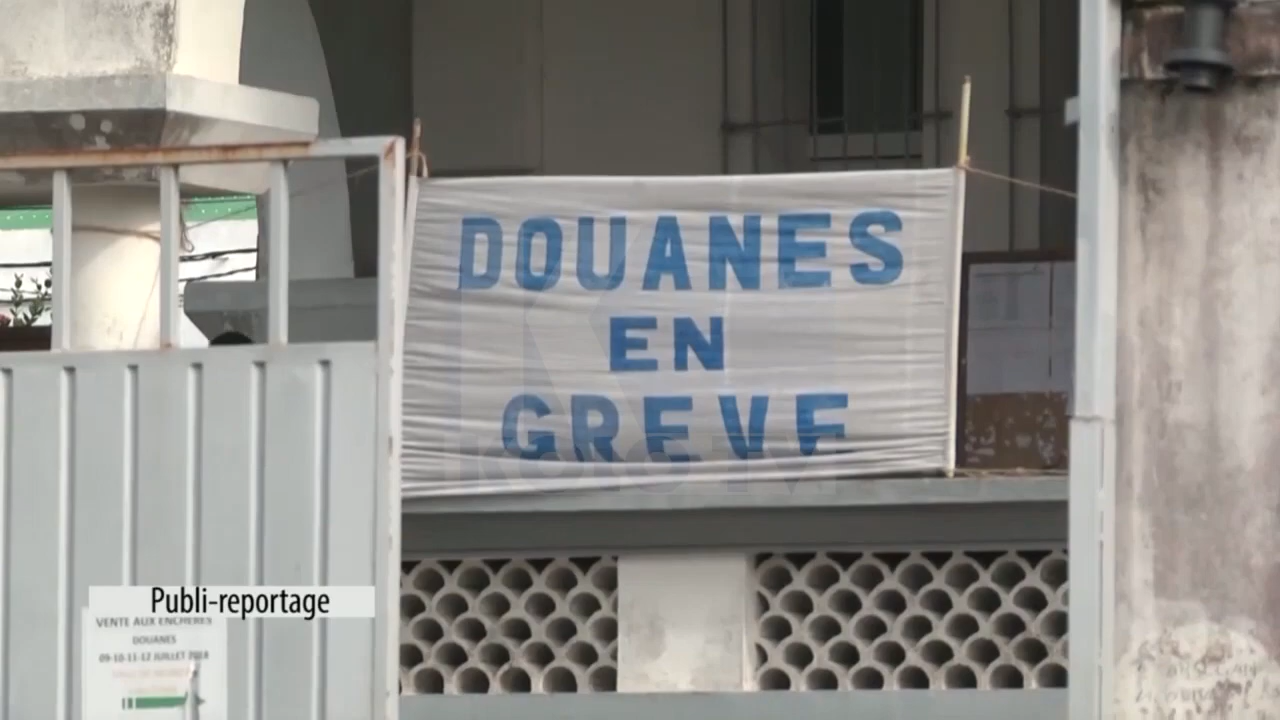 DOUANES
EN
GREVE
Publi-reportage
VENTE AUX ENCHERES
DOUANES
09-10-11-12 JUILLET 2018